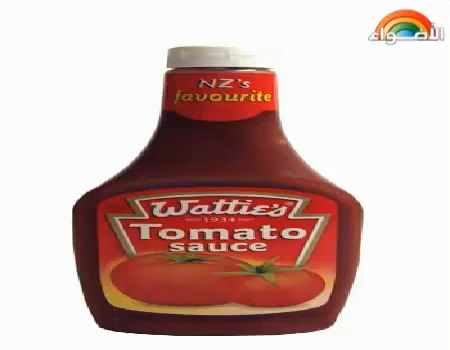 الأضواء
NZ's
favourite
Wattie's
1934
Tomato
sauce